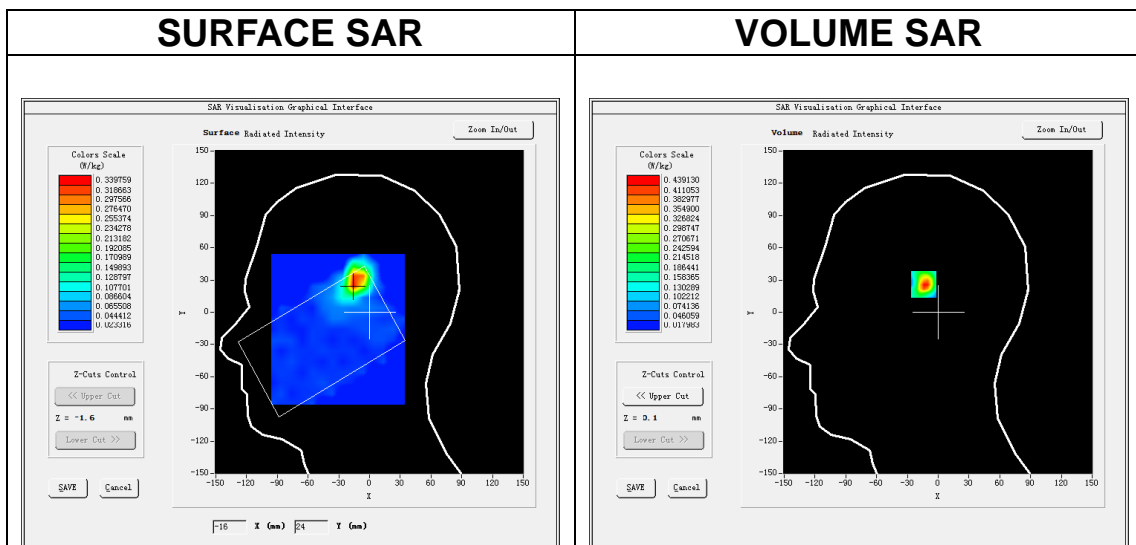 SURFACE SAR
VOLUME SAR
SAR Visualisation Graphical Interface
Surface Radiated Intensity
Zoom In/Out
Colors Scale
(W/kg)
0.339759
0.318663
0.297566
0.276470
0.255374
0.234278
0.213182
0.192085
0.170989
0.149893
0.128797
0.107701
0.086604
0.065508
0.044412
0.023316
150
120
90
60
30
0
-30
-60
-90
-120
-150
Y
-150 -120 -90 -60 -30 0 30 60 90 120 150
X
Z-Cuts Control
<< Upper Cut
Z = -1.6 mm
Lower Cut >>
SAVE Cancel
-16 X (mm) 24 Y (mm)
SAR Visualisation Graphical Interface
Volume Radiated Intensity
Zoom In/Out
Colors Scale
(W/kg)
0.439130
0.411053
0.382977
0.354900
0.326824
0.298747
0.270671
0.242594
0.214518
0.186441
0.158365
0.130289
0.102212
0.074136
0.046059
0.017983
150
120
90
60
30
0
-30
-60
-90
-120
-150
Y
-150 -120 -90 -60 -30 0 30 60 90 120 150
X
Z-Cuts Control
<< Upper Cut
Z = 0.1 mm
Lower Cut >>
SAVE Cancel